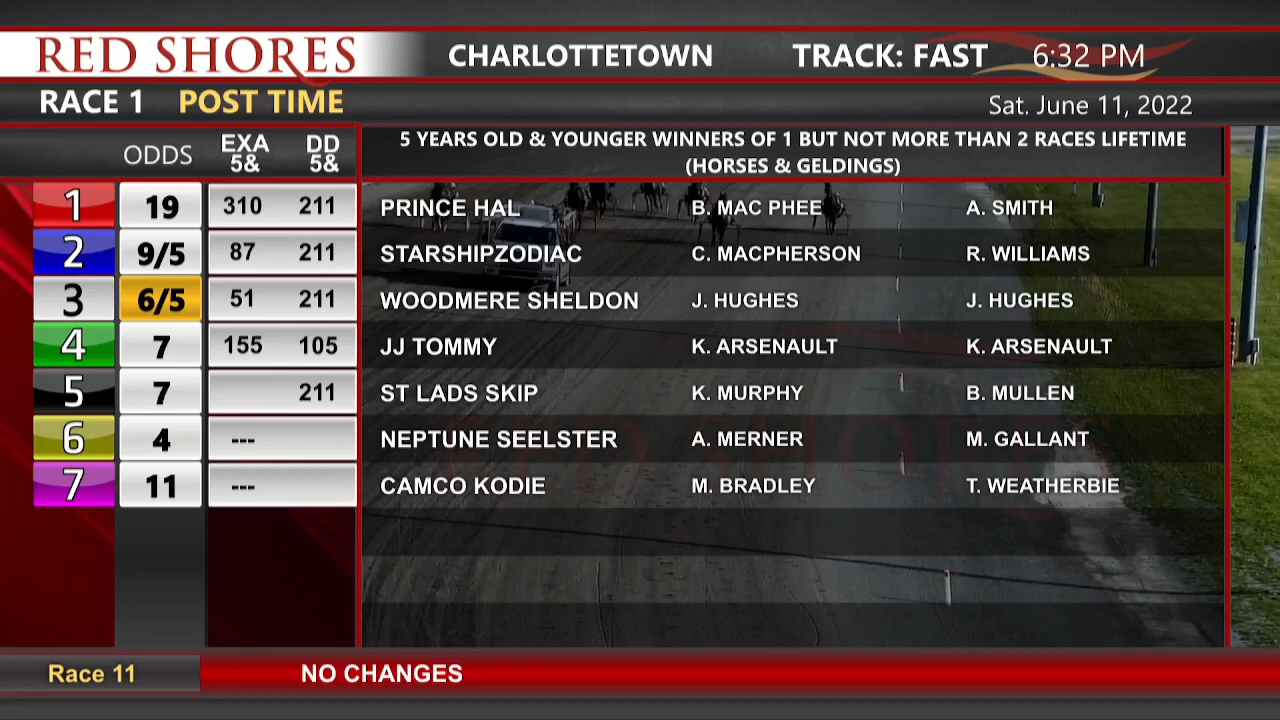 RED SHORES CHARLOTTETOWN TRACK: FAST 6:32 PM
RACE 1 POST TIME Sat. June 11, 2022
ODDS EXA 5& DD 5&
5 YEARS OLD & YOUNGER WINNERS OF 1 BUT NOT MORE THAN 2 RACES LIFETIME
(HORSES & GELDINGS)
1 19 310 211 PRINCE HAL B. MAC PHEE A. SMITH
2 9/5 87 211 STARSHIPZODIAC C. MACPHERSON R. WILLIAMS
3 6/5 51 211 WOODMERE SHELDON J. HUGHES J. HUGHES
4 7 155 105 JJ TOMMY K. ARSENAULT K. ARSENAULT
5 7 211 ST LADS SKIP K. MURPHY B. MULLEN
6 4 --- NEPTUNE SEELSTER A. MERNER M. GALLANT
7 11 --- CAMCO KODIE M. BRADLEY T. WEATHERBIE
RED SHORES
Race 11 NO CHANGES